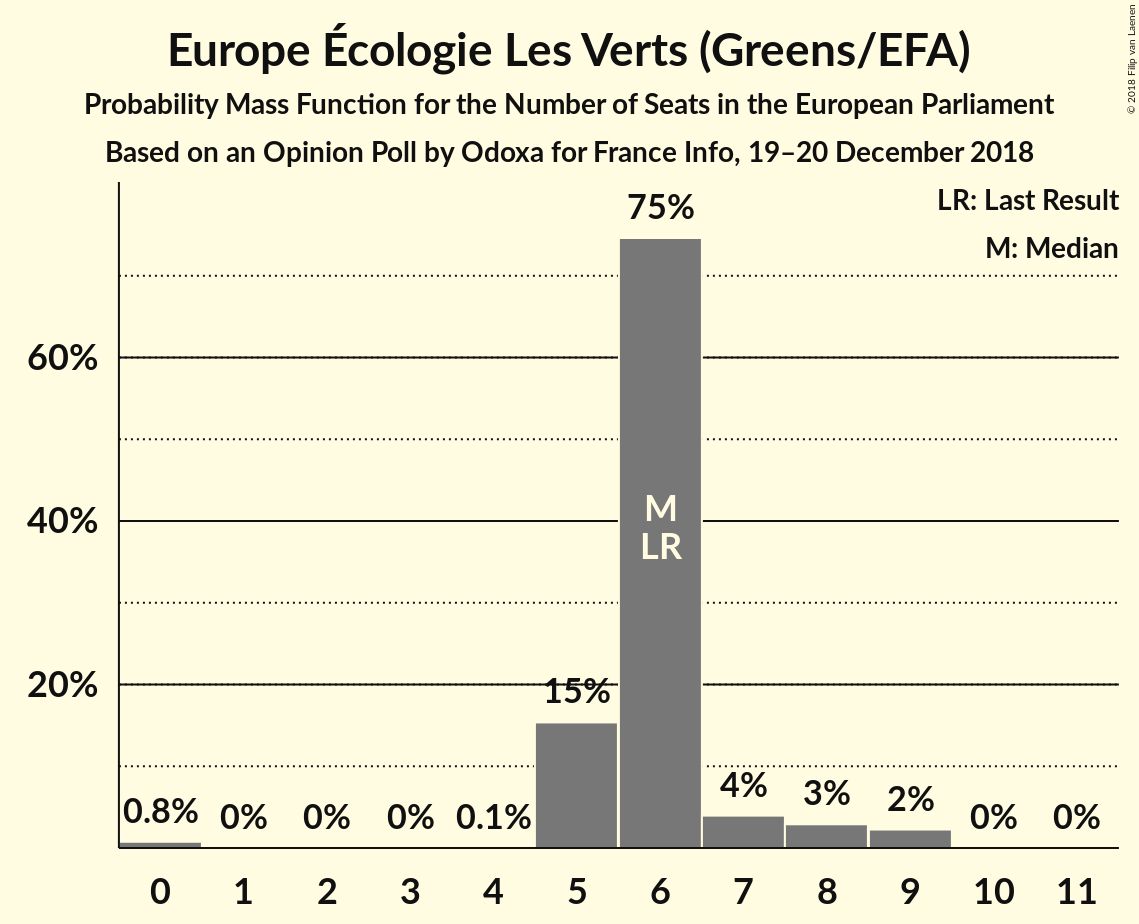 Europe Écologie Les Verts (Greens/EFA)
Probability Mass Function for the Number of Seats in the European Parliament
Based on an Opinion Poll by Odoxa for France Info, 19–20 December 2018
© 2018 Filip van Laenen
LR: Last Result
M: Median
75%
60%
40%
20%
M
LR
15%
0.8%
0%
0%
0%
0.1%
4%
3%
2%
0%
0%
0 1 2 3 4 5 6 7 8 9 10 11